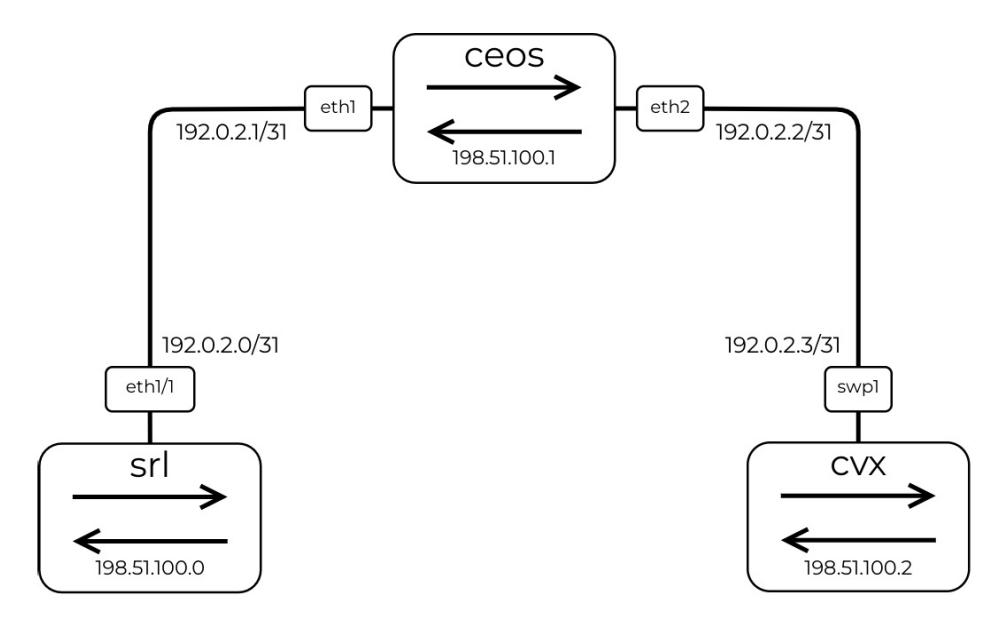 ceos
eth1
eth2
192.0.2.1/31
192.0.2.2/31
198.51.100.1
192.0.2.0/31
192.0.2.3/31
eth1/1
swp1
srl
cvx
198.51.100.0
198.51.100.2